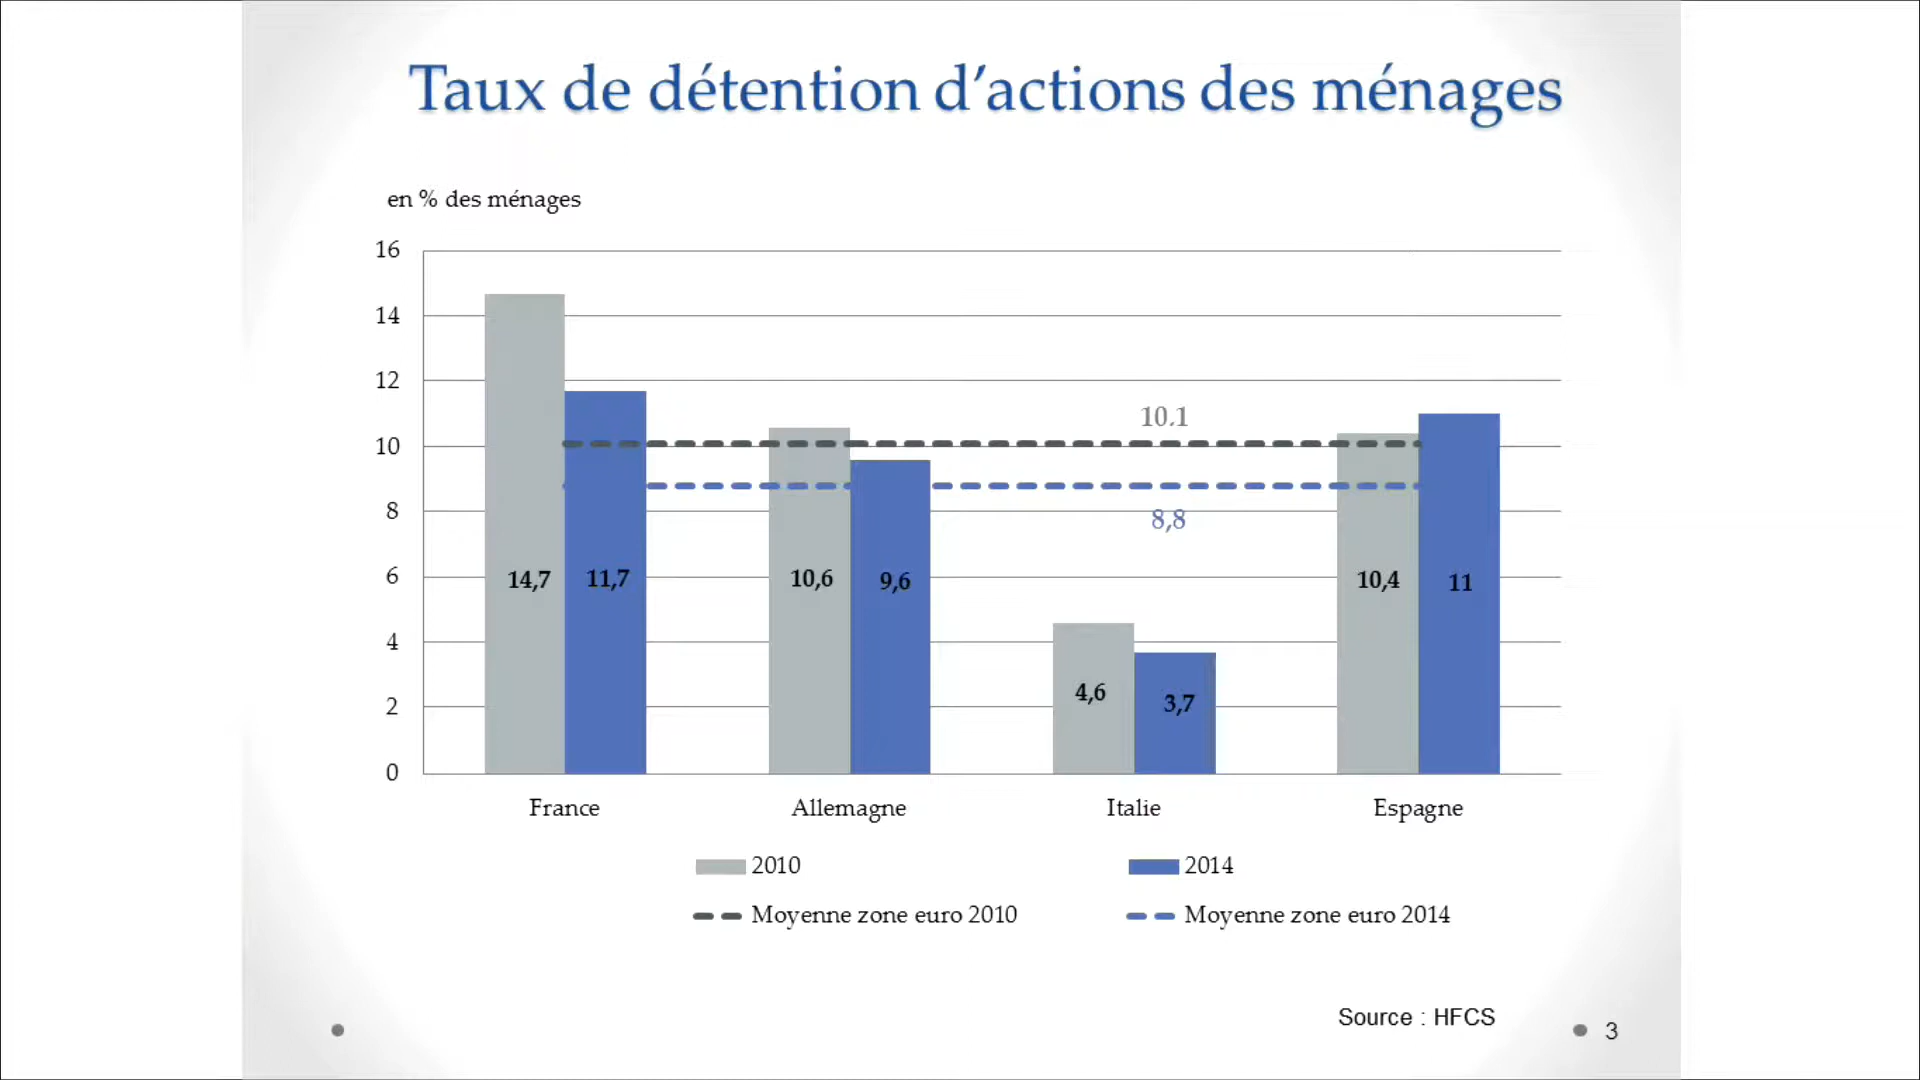 Taux de détention d’actions des ménages
en % des ménages
16
14
12
10
8
6
4
2
0
10.1
8,8
14,7
11,7
10,6
9,6
4,6
3,7
10,4
11
France
Allemagne
Italie
Espagne
2010
2014
Moyenne zone euro 2010
Moyenne zone euro 2014
Source : HFCS
3